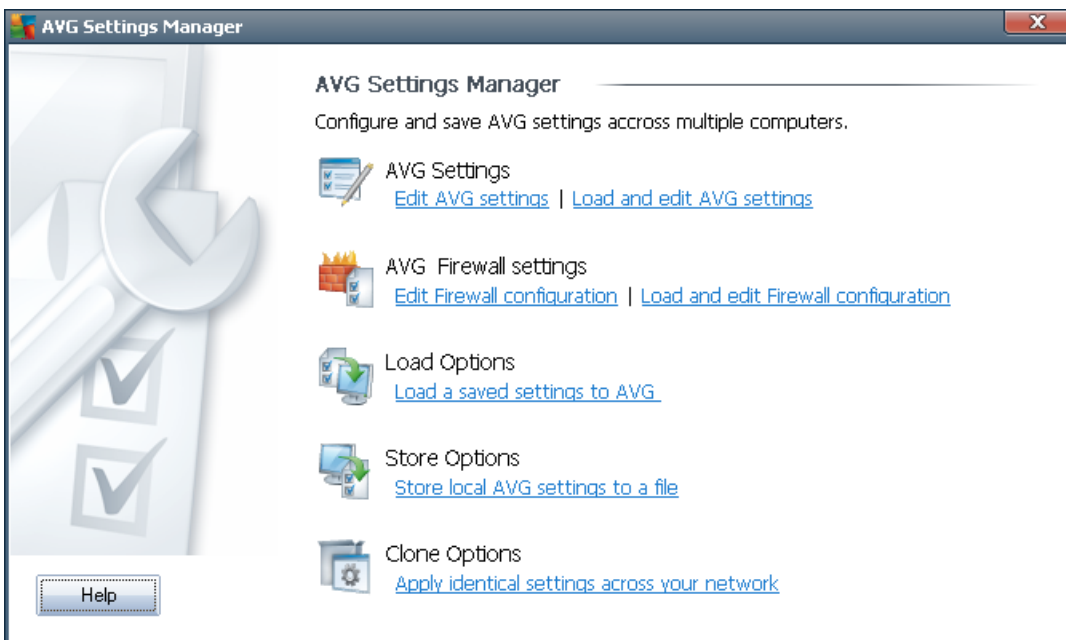 AVG Settings Manager
AVG Settings Manager
Configure and save AVG settings accross multiple computers.
AVG Settings
Edit AVG settings | Load and edit AVG settings
AVG Firewall settings
Edit Firewall configuration | Load and edit Firewall configuration
Load Options
Load a saved settings to AVG
Store Options
Store local AVG settings to a file
Clone Options
Apply identical settings across your network
Help